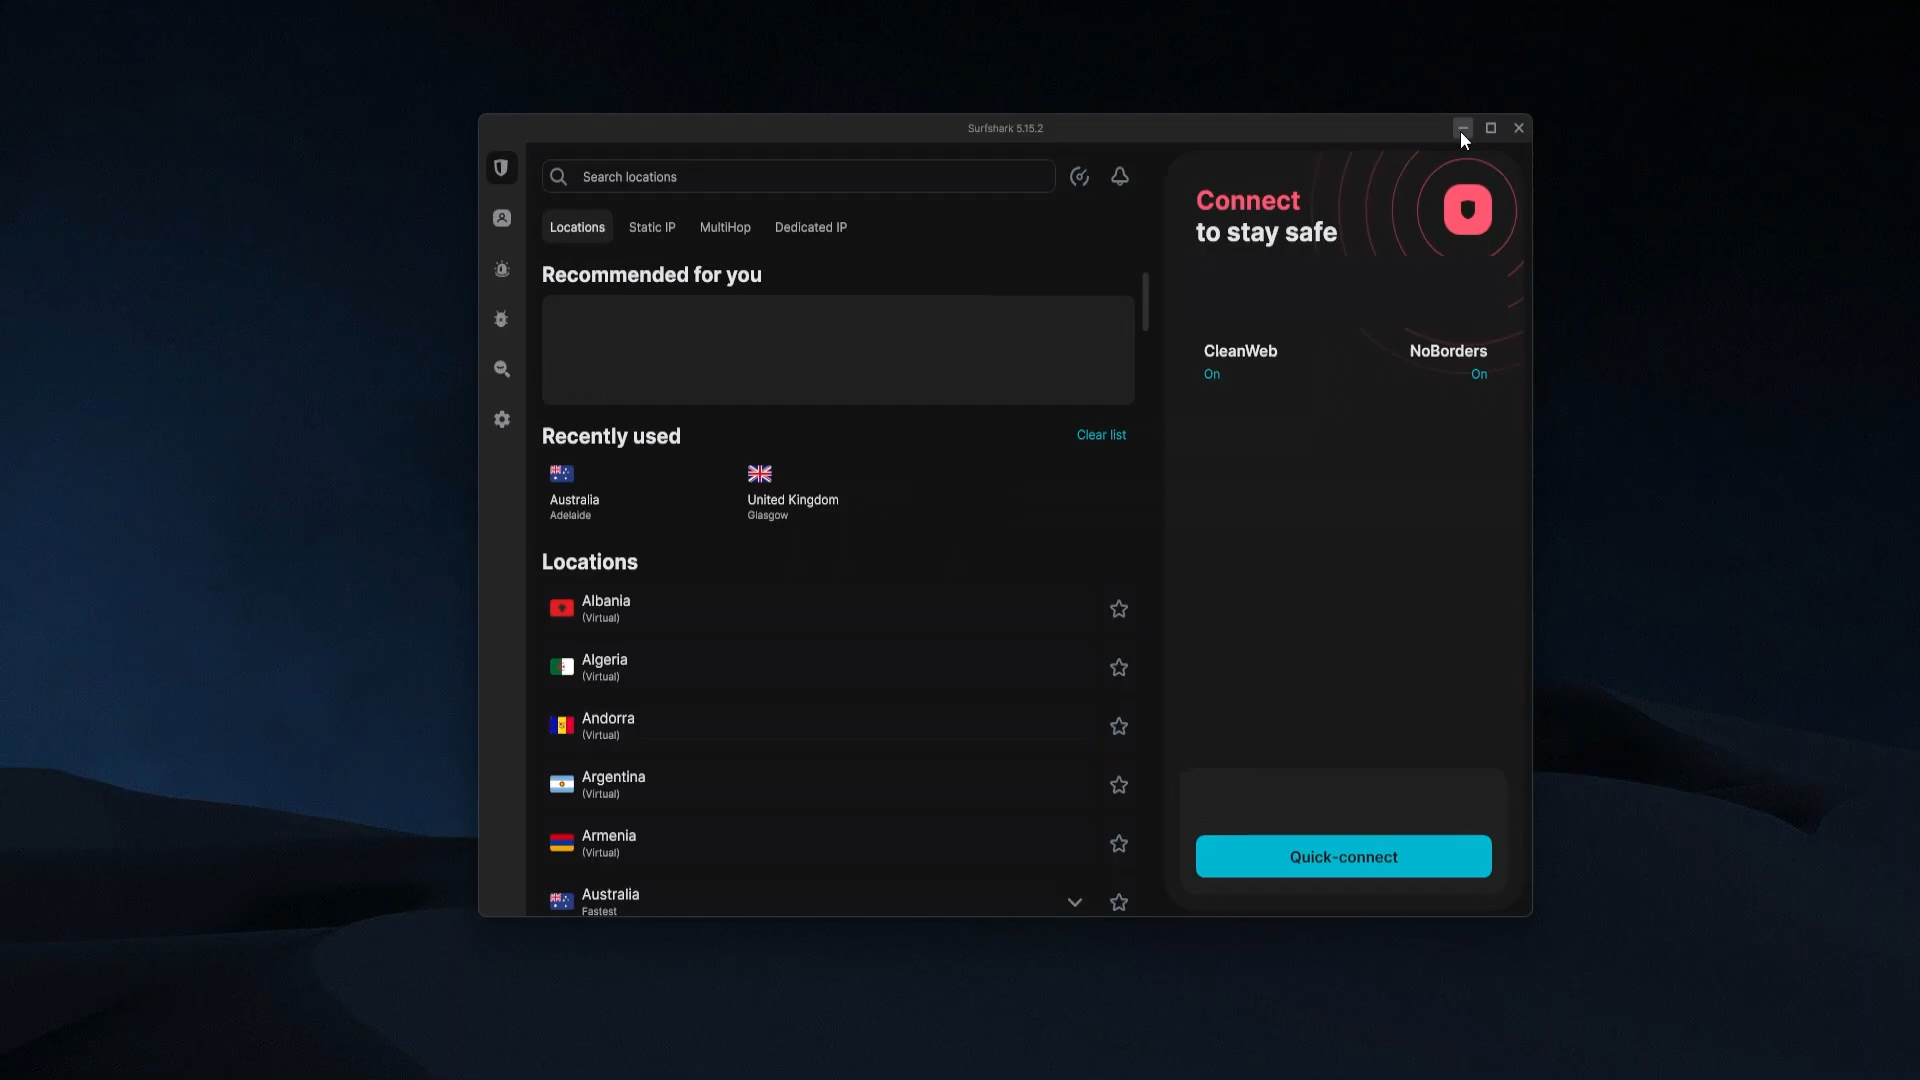 Surfshark 5.15.2
Search locations
Locations
Static IP
MultiHop
Dedicated IP
Recommended for you
Recently used
Clear list
Australia
Adelaide
United Kingdom
Glasgow
Locations
Albania
(Virtual)
Algeria
(Virtual)
Andorra
(Virtual)
Argentina
(Virtual)
Armenia
(Virtual)
Australia
Fastest
Connect
to stay safe
CleanWeb
On
NoBorders
On
Quick-connect